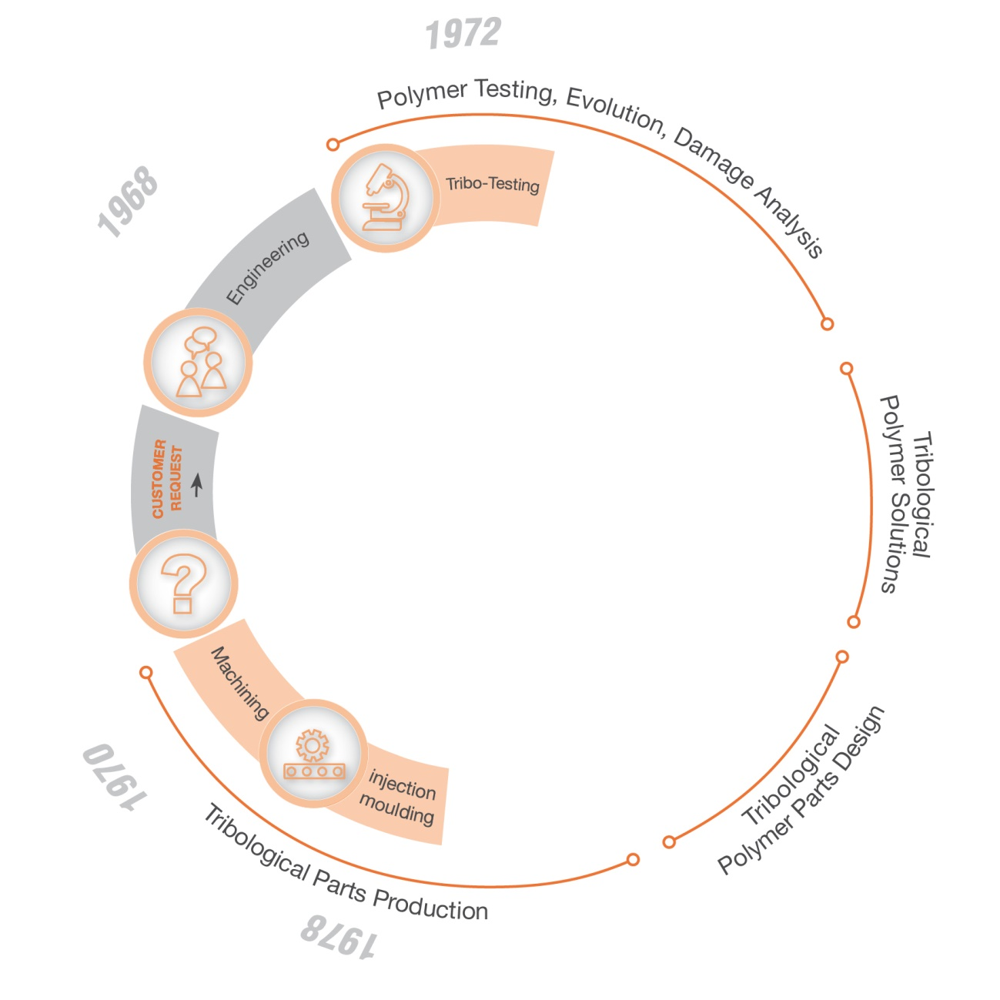 1972
Polymer Testing, Evolution, Damage Analysis
Tribo-Testing
1968
Engineering
CUSTOMER
REQUEST
Tribological
Polymer Solutions
Machining
injection
moulding
Tribological
Polymer Parts Design
1970
Tribological Parts Production
1978